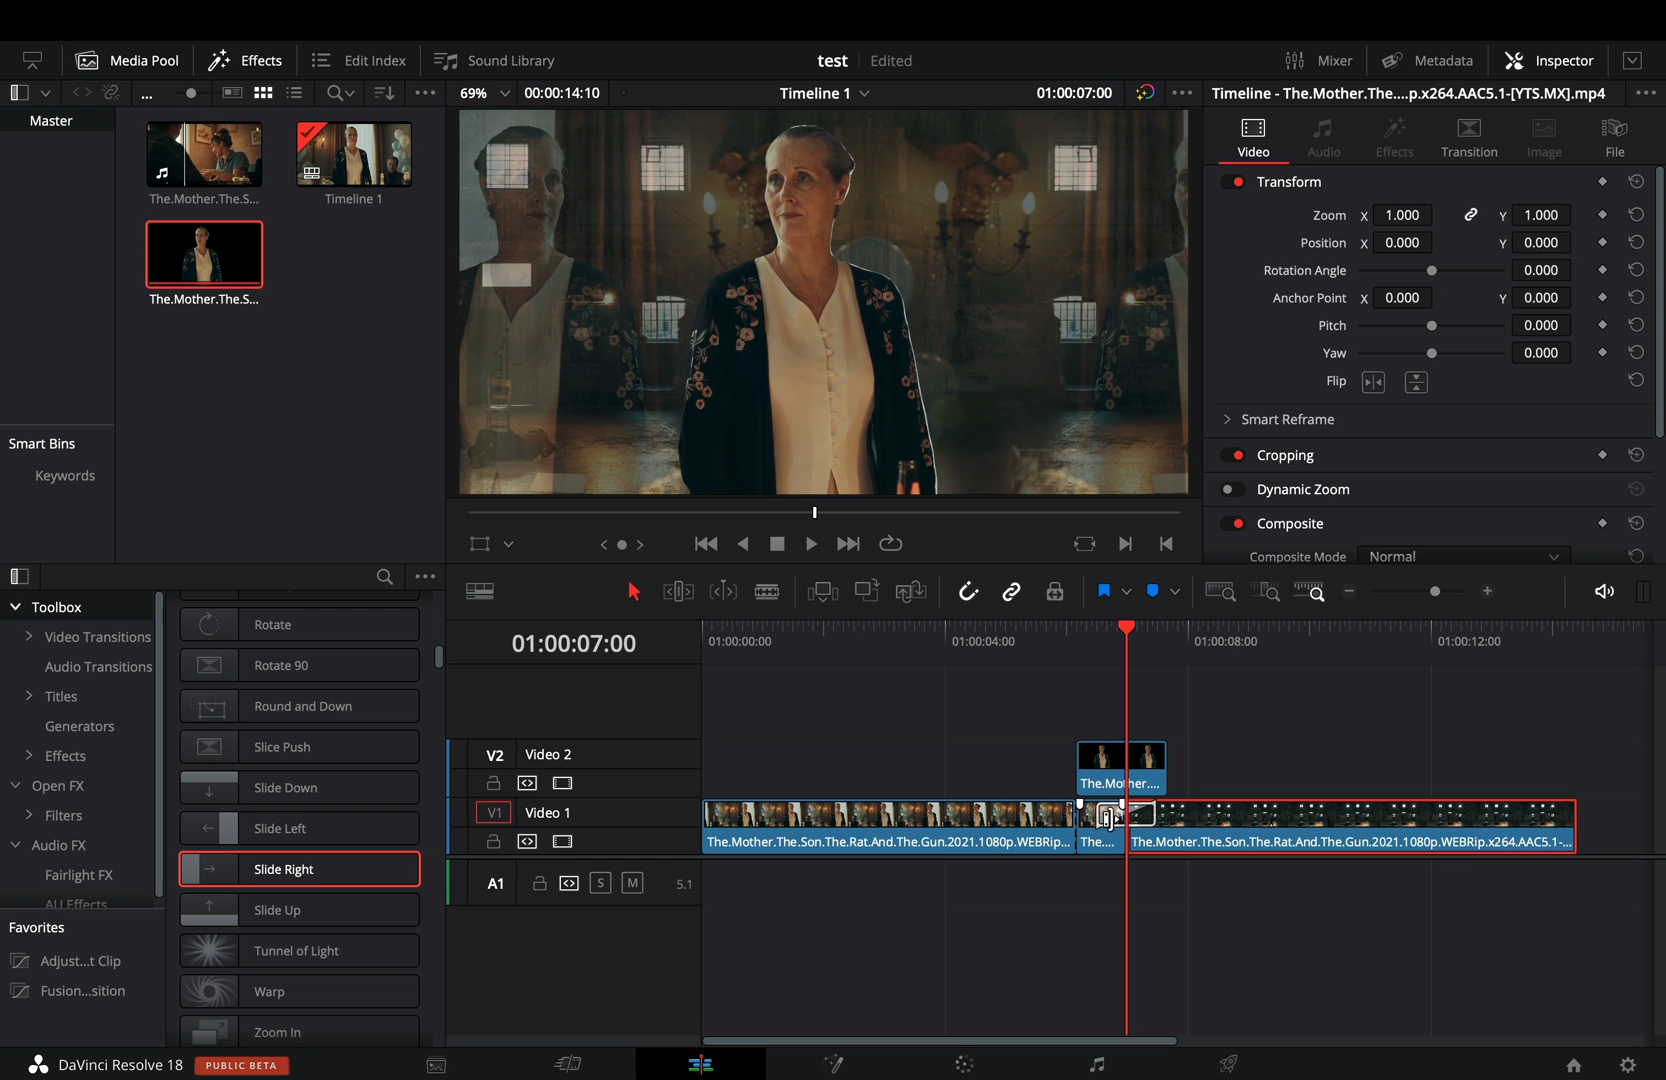 Media Pool
Effects
Edit Index
Sound Library
test
Edited
Mixer
Metadata
Inspector
...
69%
00:00:14:10
Timeline 1
01:00:07:00
Timeline - The.Mother.The....p.x264.AAC5.1-[YTS.MX].mp4
Master
The.Mother.The.S...
Timeline 1
The.Mother.The.S...
Smart Bins
Keywords
Video
Audio
Effects
Transition
Image
File
Transform
Zoom X 1.000 Y 1.000
Position X 0.000 Y 0.000
Rotation Angle 0.000
Anchor Point X 0.000 Y 0.000
Pitch 0.000
Yaw 0.000
Flip
Smart Reframe
Cropping
Dynamic Zoom
Composite
Composite Mode Normal
Toolbox
Video Transitions
Audio Transitions
Titles
Generators
Effects
Open FX
Filters
Audio FX
Fairlight FX
AU Effects
Favorites
Adjust...t Clip
Fusion...sition
Rotate
Rotate 90
Round and Down
Slice Push
Slide Down
Slide Left
Slide Right
Slide Up
Tunnel of Light
Warp
Zoom In
01:00:07:00
01:00:00:00
01:00:04:00
01:00:08:00
01:00:12:00
V2 Video 2
The.Mother....
V1 Video 1
The.Mother.The.Son.The.Rat.And.The.Gun.2021.1080p.WEBRip...
The....
The.Mother.The.Son.The.Rat.And.The.Gun.2021.1080p.WEBRip.x264.AAC5.1-...
A1 S M 5.1
DaVinci Resolve 18
PUBLIC BETA